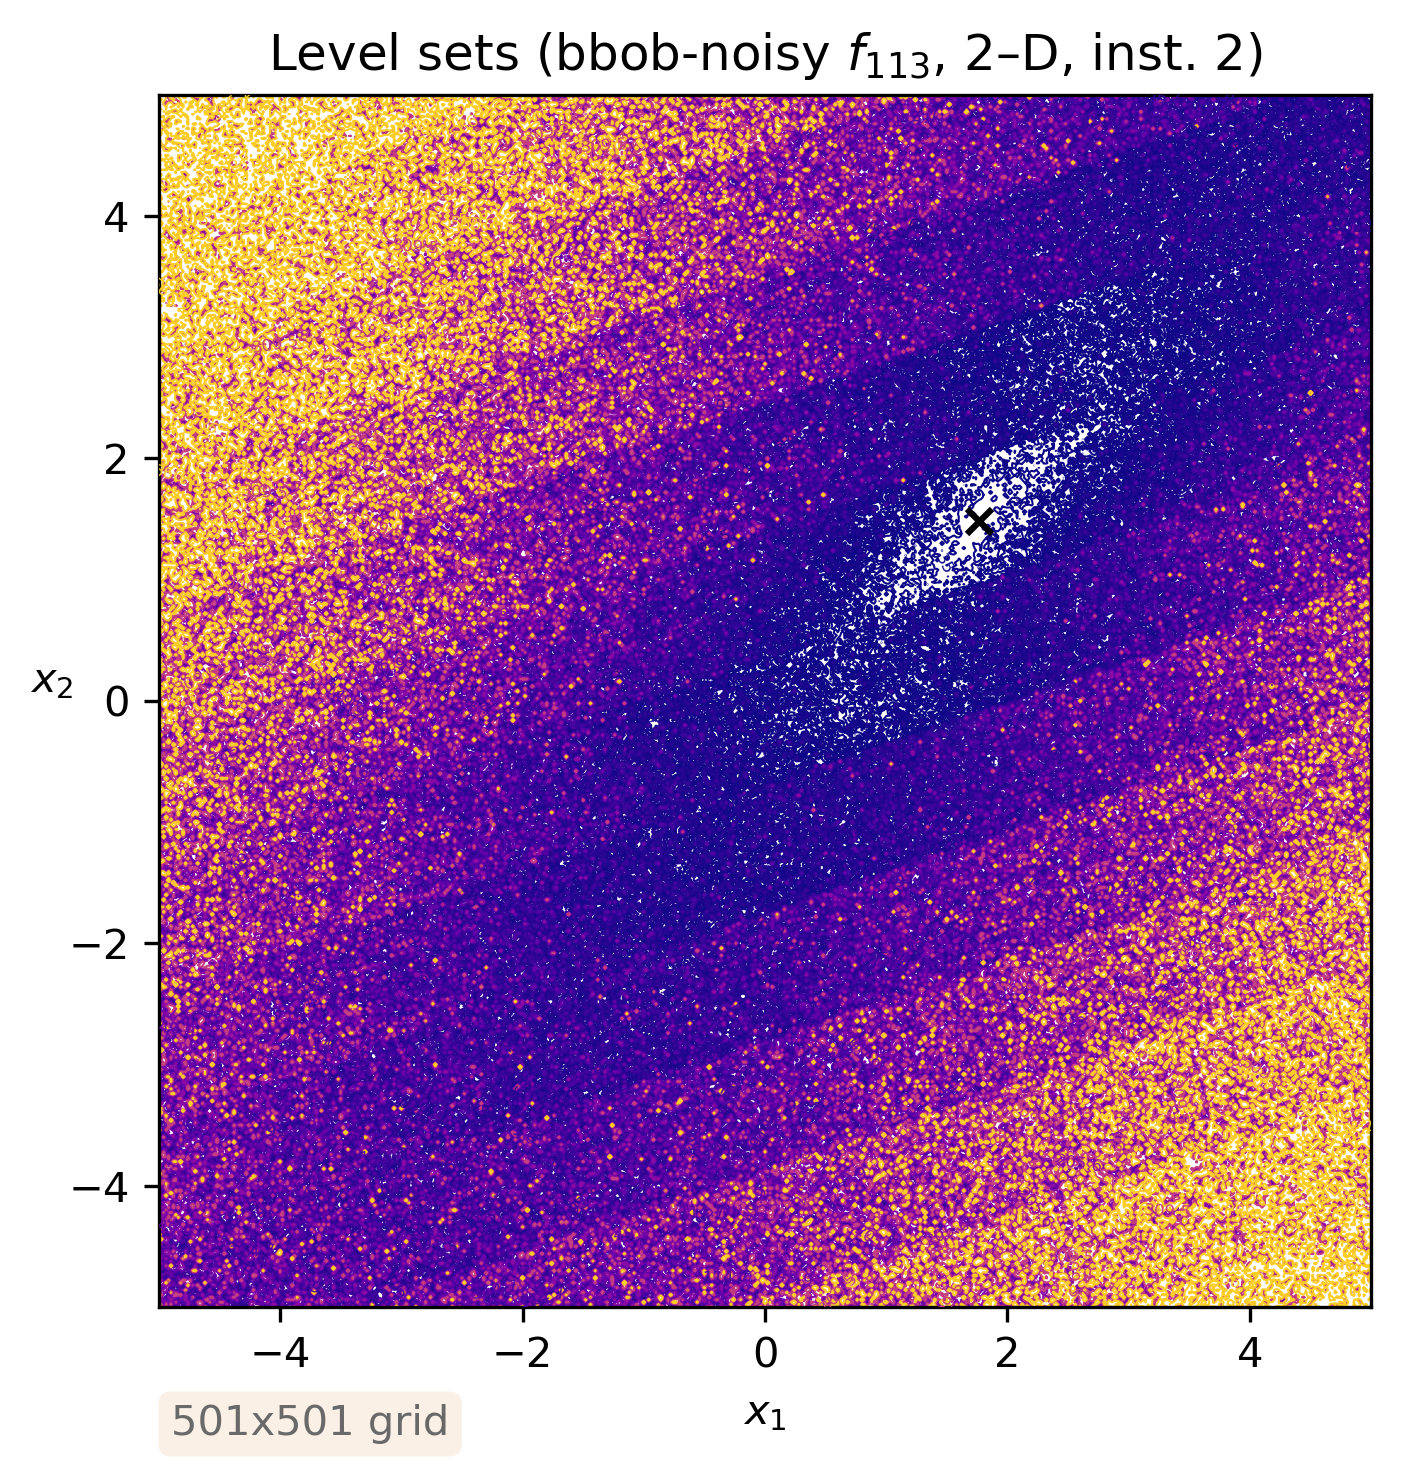 Level sets (bbob-noisy f₁₁₃, 2–D, inst. 2)
4
2
x₂
0
−2
−4
−4 −2 0 2 4
x₁
501x501 grid